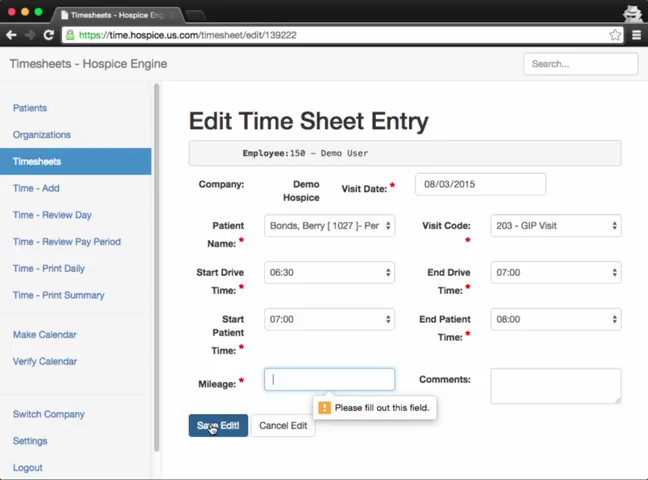 Timesheets - Hospice Eng
https://time.hospice.us.com/timesheet/edit/139222
Timesheets - Hospice Engine
Search...
Patients
Organizations
Timesheets
Time - Add
Time - Review Day
Time - Review Pay Period
Time - Print Daily
Time - Print Summary
Make Calendar
Verify Calendar
Switch Company
Settings
Logout
Edit Time Sheet Entry
Employee:150 – Demo User
Company: Demo Hospice Visit Date: * 08/03/2015
Patient Name: * Bonds, Berry [ 1027 ]- Per Visit Code: * 203 - GIP Visit
Start Drive Time: * 06:30 End Drive Time: * 07:00
Start Patient Time: * 07:00 End Patient Time: * 08:00
Mileage: * Comments:
! Please fill out this field.
Save Edit! Cancel Edit